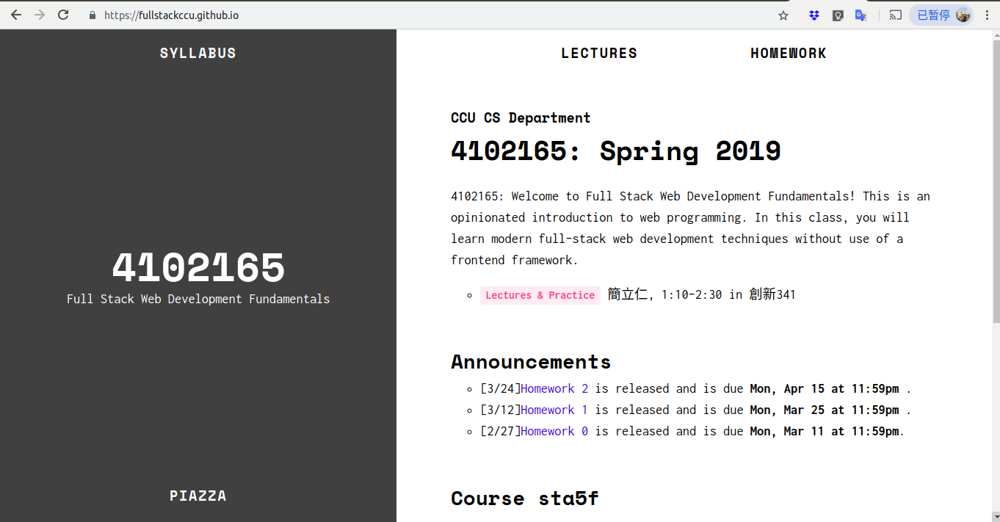 https://fullstackccu.github.io
已暂停
SYLLABUS
LECTURES
HOMEWORK
4102165
Full Stack Web Development Fundamentals
PIAZZA
CCU CS Department
4102165: Spring 2019
4102165: Welcome to Full Stack Web Development Fundamentals! This is an
opinionated introduction to web programming. In this class, you will
learn modern full-stack web development techniques without use of a
frontend framework.
Lectures & Practice 簡立仁, 1:10-2:30 in 創新341
Announcements
[3/24]Homework 2 is released and is due Mon, Apr 15 at 11:59pm .
[3/12]Homework 1 is released and is due Mon, Mar 25 at 11:59pm .
[2/27]Homework 0 is released and is due Mon, Mar 11 at 11:59pm.
Course sta5f